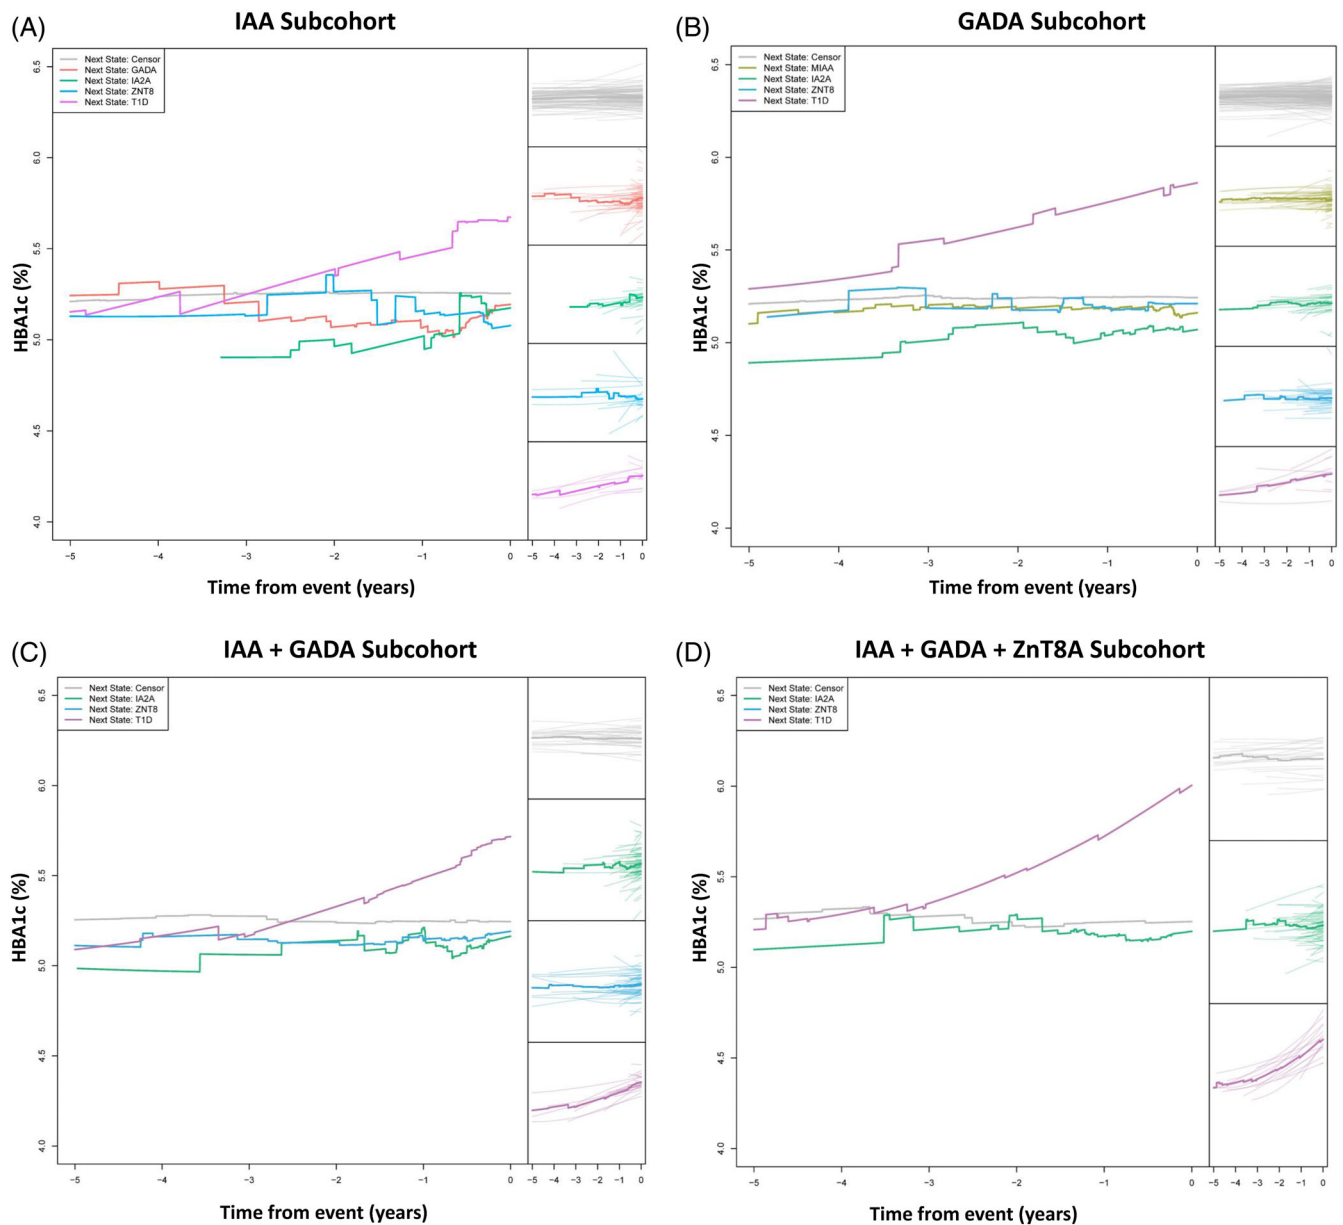 (A)
IAA Subcohort
Next State: Censor
Next State: GADA
Next State: IA2A
Next State: ZNT8
Next State: T1D
HBA1c (%)
6.5
6.0
5.5
5.0
4.5
4.0
−5 −4 −3 −2 −1 0
−5 −4 −3 −2 −1 0
Time from event (years)
(B)
GADA Subcohort
Next State: Censor
Next State: MIAA
Next State: IA2A
Next State: ZNT8
Next State: T1D
HBA1c (%)
6.5
6.0
5.5
5.0
4.5
4.0
−5 −4 −3 −2 −1 0
−5 −4 −3 −2 −1 0
Time from event (years)
(C)
IAA + GADA Subcohort
Next State: Censor
Next State: IA2A
Next State: ZNT8
Next State: T1D
HBA1c (%)
6.5
6.0
5.5
5.0
4.5
4.0
−5 −4 −3 −2 −1 0
−5 −4 −3 −2 −1 0
Time from event (years)
(D)
IAA + GADA + ZnT8A Subcohort
Next State: Censor
Next State: IA2A
Next State: ZNT8
Next State: T1D
HBA1c (%)
6.5
6.0
5.5
5.0
4.5
4.0
−5 −4 −3 −2 −1 0
−5 −4 −3 −2 −1 0
Time from event (years)